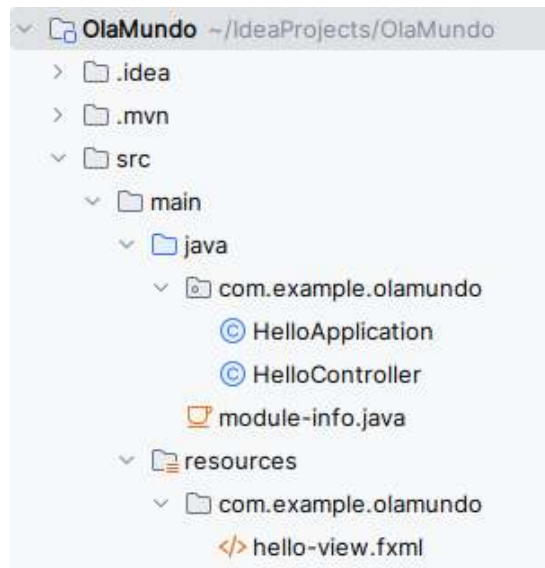 OlaMundo ~/IdeaProjects/OlaMundo
.idea
.mvn
src
main
java
com.example.olamundo
HelloApplication
HelloController
module-info.java
resources
com.example.olamundo
hello-view.fxml